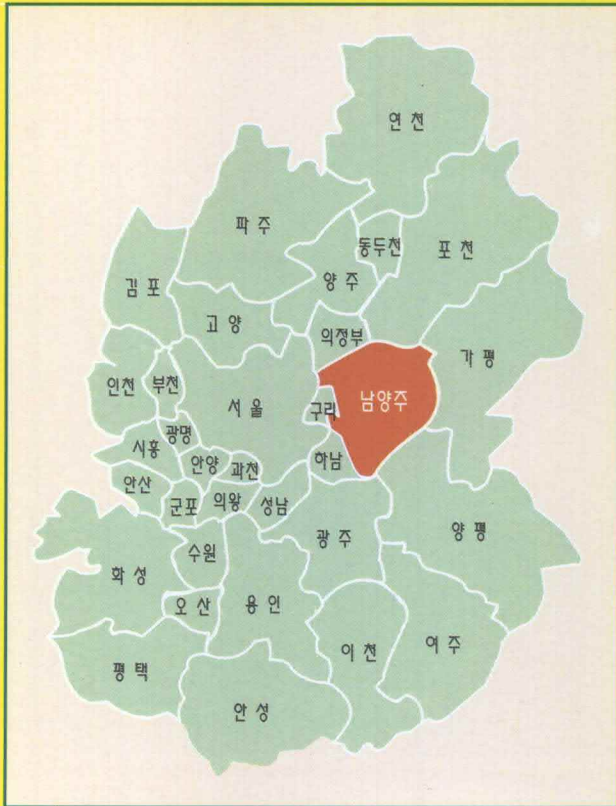 연천
파주
동두천
포천
양주
김포
고양
의정부
가평
인천
부천
서울
구리
남양주
광명
시흥
안양
과천
하남
안산
군포
의왕
성남
수원
광주
양평
화성
오산
용인
이천
여주
평택
안성